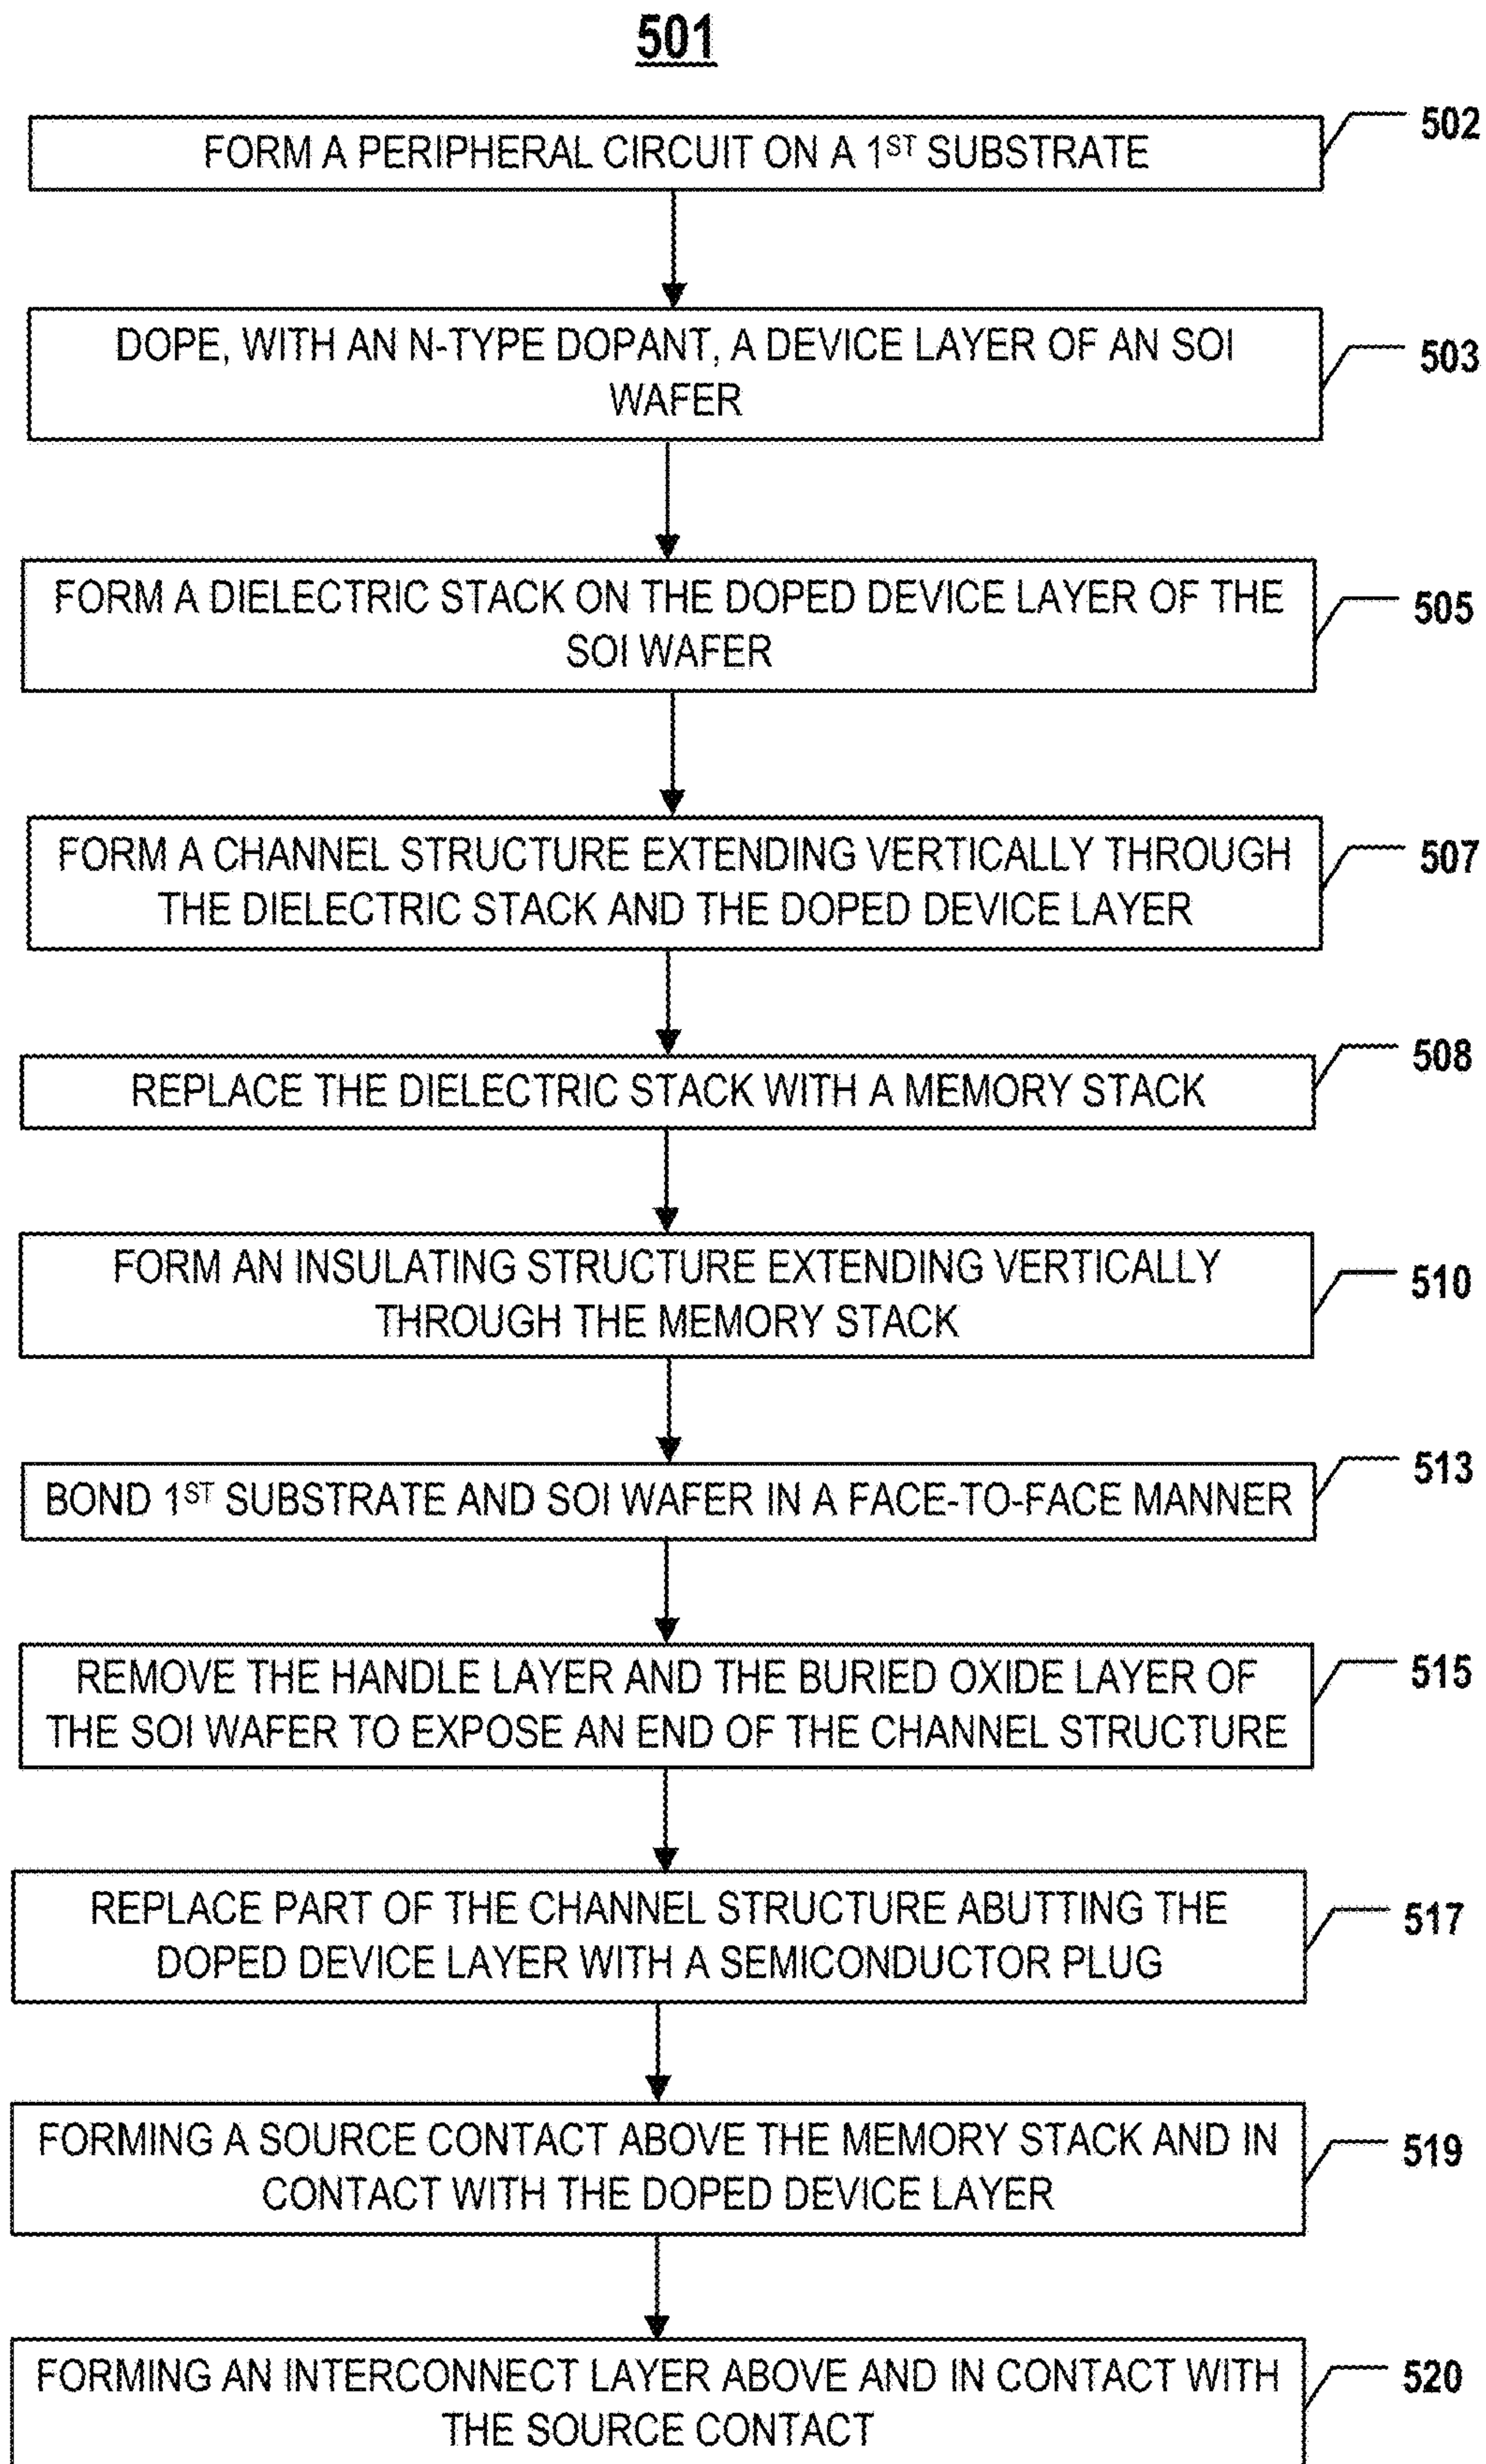 501
FORM A PERIPHERAL CIRCUIT ON A 1ST SUBSTRATE
502
DOPE, WITH AN N-TYPE DOPANT, A DEVICE LAYER OF AN SOI
WAFER
503
FORM A DIELECTRIC STACK ON THE DOPED DEVICE LAYER OF THE
SOI WAFER
505
FORM A CHANNEL STRUCTURE EXTENDING VERTICALLY THROUGH
THE DIELECTRIC STACK AND THE DOPED DEVICE LAYER
507
REPLACE THE DIELECTRIC STACK WITH A MEMORY STACK
508
FORM AN INSULATING STRUCTURE EXTENDING VERTICALLY
THROUGH THE MEMORY STACK
510
BOND 1ST SUBSTRATE AND SOI WAFER IN A FACE-TO-FACE MANNER
513
REMOVE THE HANDLE LAYER AND THE BURIED OXIDE LAYER OF
THE SOI WAFER TO EXPOSE AN END OF THE CHANNEL STRUCTURE
515
REPLACE PART OF THE CHANNEL STRUCTURE ABUTTING THE
DOPED DEVICE LAYER WITH A SEMICONDUCTOR PLUG
517
FORMING A SOURCE CONTACT ABOVE THE MEMORY STACK AND IN
CONTACT WITH THE DOPED DEVICE LAYER
519
FORMING AN INTERCONNECT LAYER ABOVE AND IN CONTACT WITH
THE SOURCE CONTACT
520